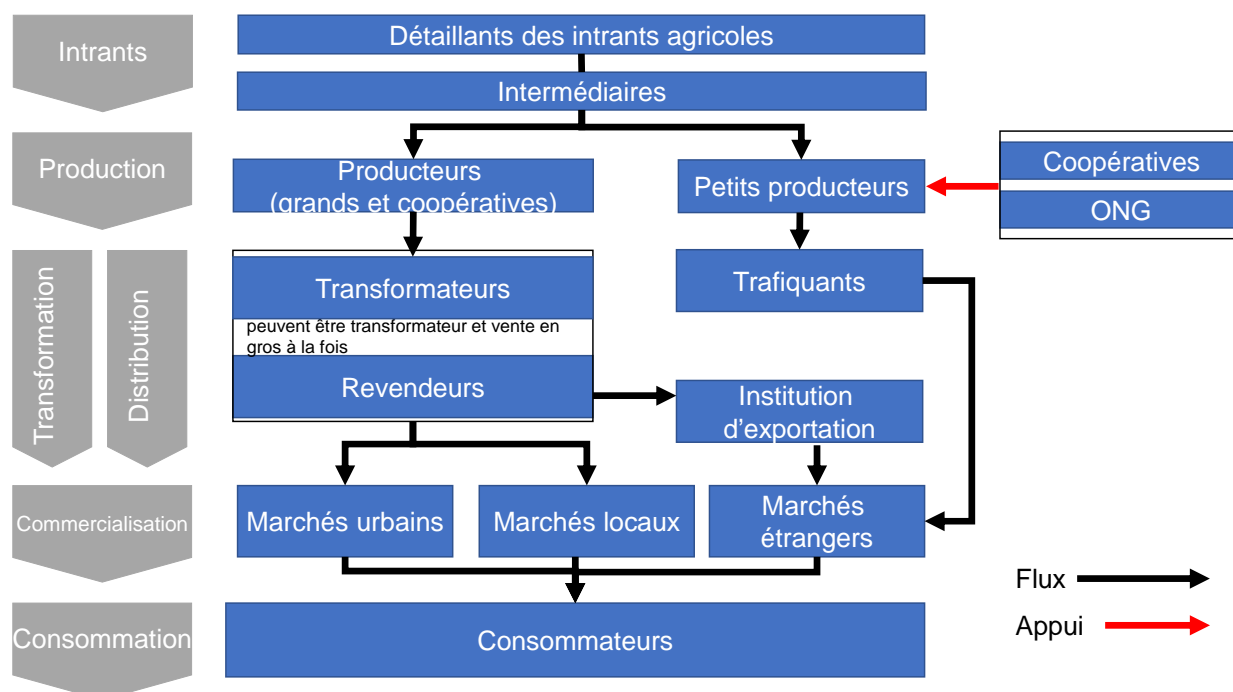 Intrants
Détaillants des intrants agricoles
Intermédiaires
Production
Producteurs
(grands et coopératives)
Petits producteurs
Coopératives
ONG
Transformation
Distribution
Transformateurs
peuvent être transformateur et vente en
gros à la fois
Revendeurs
Trafiquants
Institution
d'exportation
Commercialisation
Marchés urbains
Marchés locaux
Marchés
étrangers
Flux
Appui
Consommation
Consommateurs